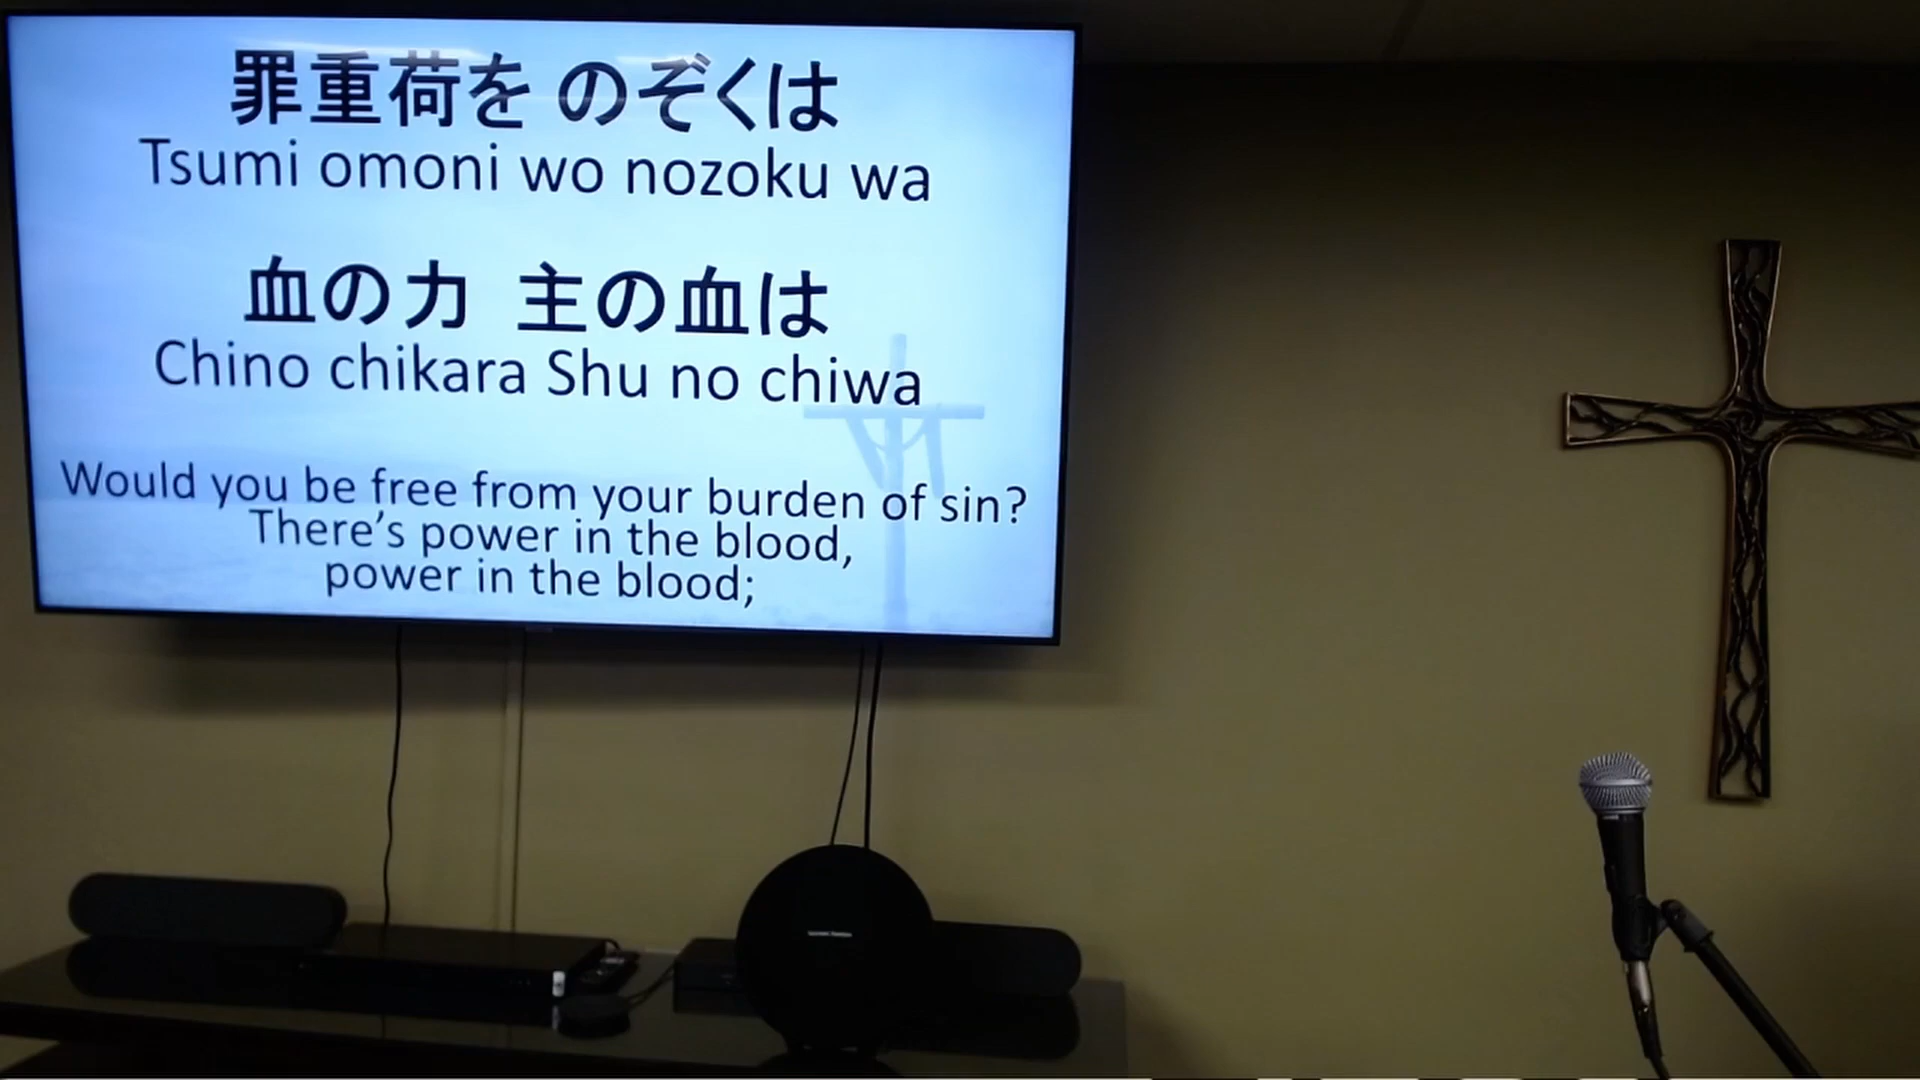 罪重荷を のぞくは
Tsumi omoni wo nozoku wa
血の力 主の血は
Chino chikara Shu no chiwa
Would you be free from your burden of sin?
There's power in the blood,
power in the blood;
harman/kardon